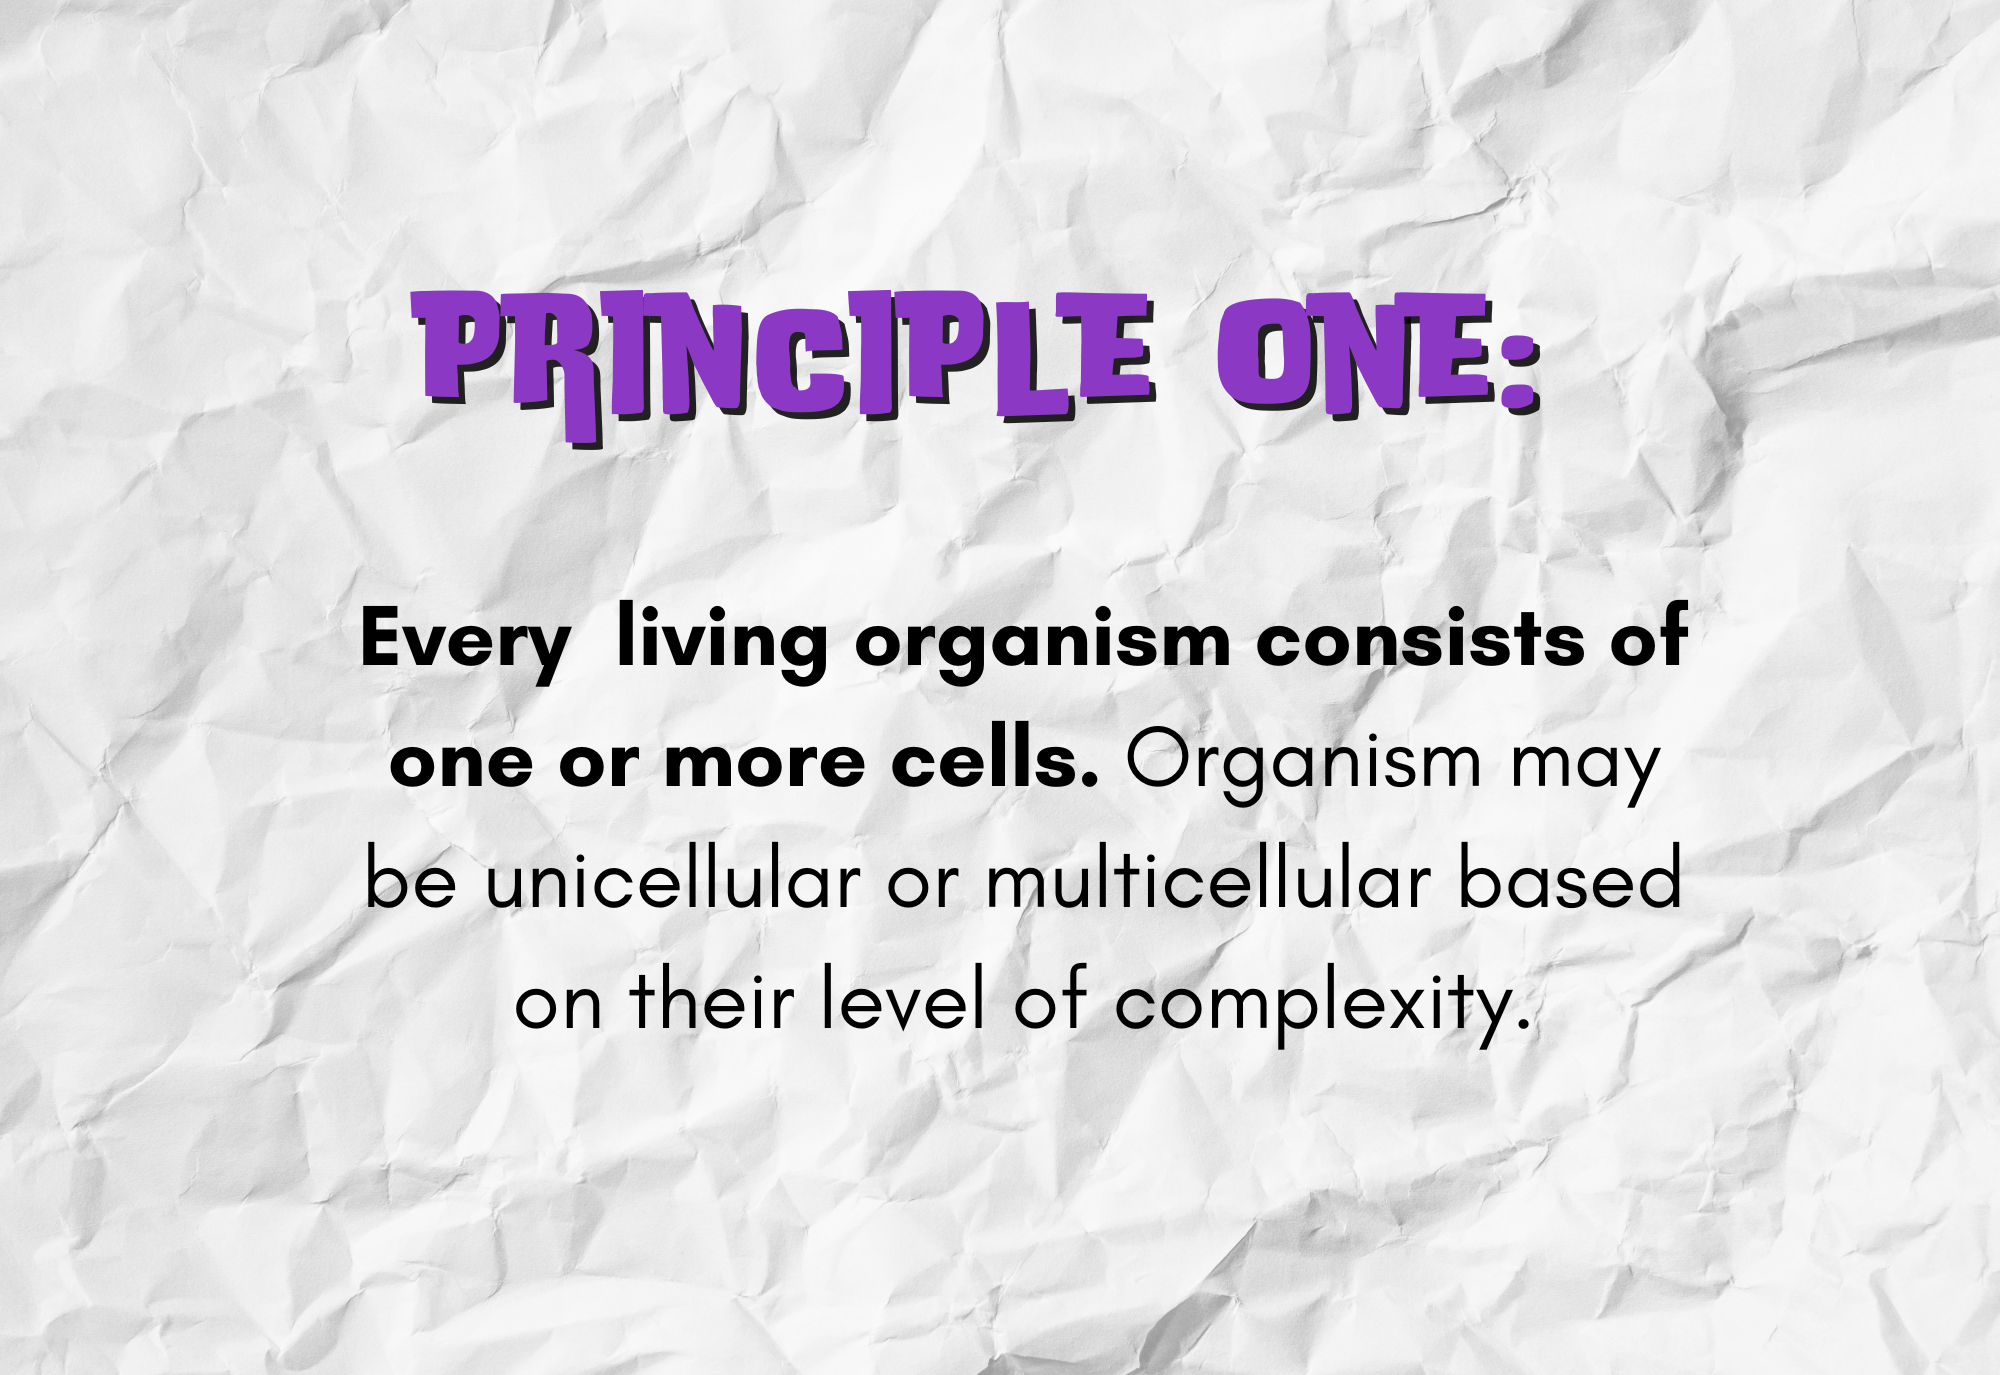 PRINCIPLE ONE:
Every living organism consists of
one or more cells. Organism may
be unicellular or multicellular based
on their level of complexity.